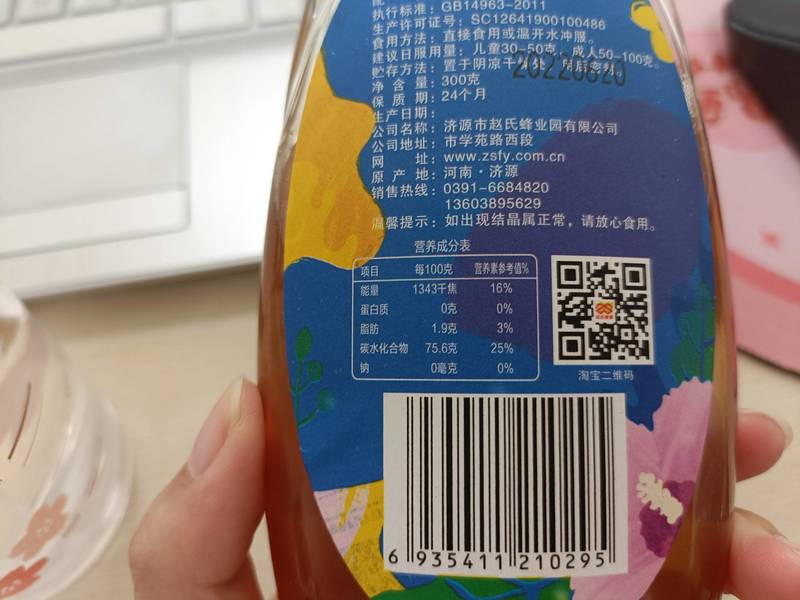 执行标准：GB14963-2011
生产许可证号：SC12641900100486
食用方法：直接食用或温开水冲服。
建议日服用量：儿童30-50克，成人50-100克。
贮存方法：置于阴凉干燥处，
20220820
净 含 量：300克
保 质 期：24个月
生产日期：
公司名称：济源市赵氏蜂业园有限公司
公司地址：市学苑路西段
网 址：www.zsfy.com.cn
原 产 地：河南·济源
销售热线：0391-6684820
13603895629
温馨提示：如出现结晶属正常，请放心食用。
营养成分表
项目 每100克 营养素参考值%
能量 1343千焦 16%
蛋白质 0克 0%
脂肪 1.9克 3%
碳水化合物 75.6克 25%
钠 0毫克 0%
淘宝二维码
6 935411 210295